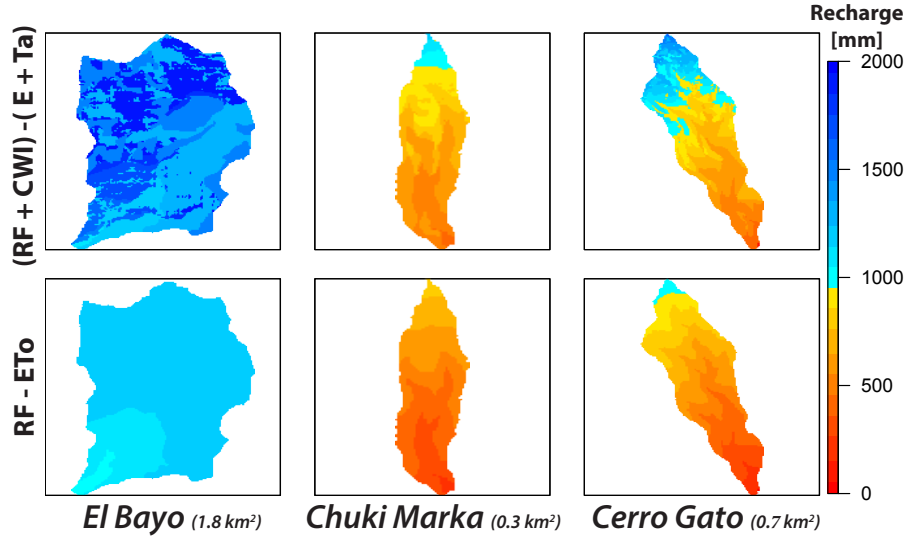 Recharge
[mm]
(RF + CWI) -( E + Ta)
2000
1500
1000
500
0
RF - ETo
El Bayo (1.8 km²)
Chuki Marka (0.3 km²)
Cerro Gato (0.7 km²)